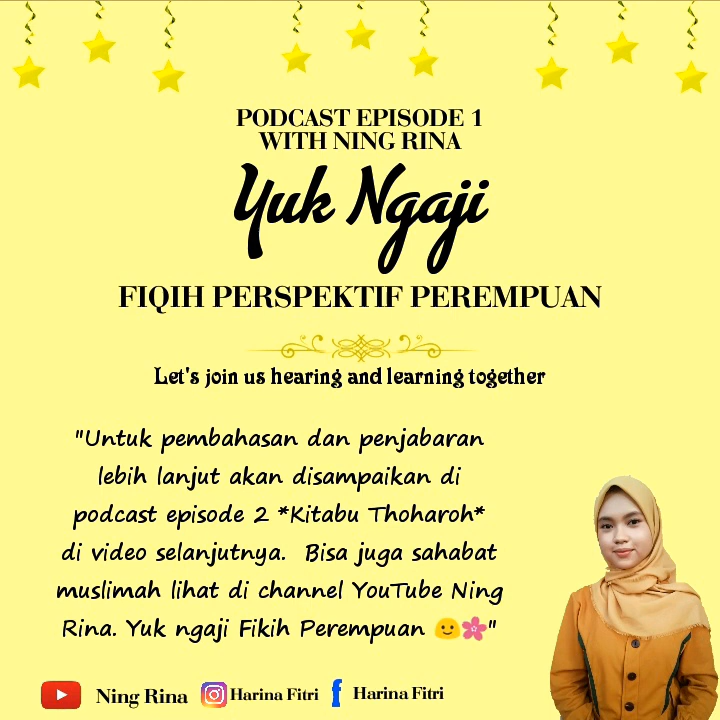 PODCAST EPISODE 1
WITH NING RINA
Yuk Ngaji
FIQIH PERSPEKTIF PEREMPUAN
Let's join us hearing and learning together
"Untuk pembahasan dan penjabaran
lebih lanjut akan disampaikan di
podcast episode 2 *Kitabu Thoharoh*
di video selanjutnya. Bisa juga sahabat
muslimah lihat di channel YouTube Ning
Rina. Yuk ngaji Fikih Perempuan 🙂🌸"
Ning Rina Harina Fitri Harina Fitri